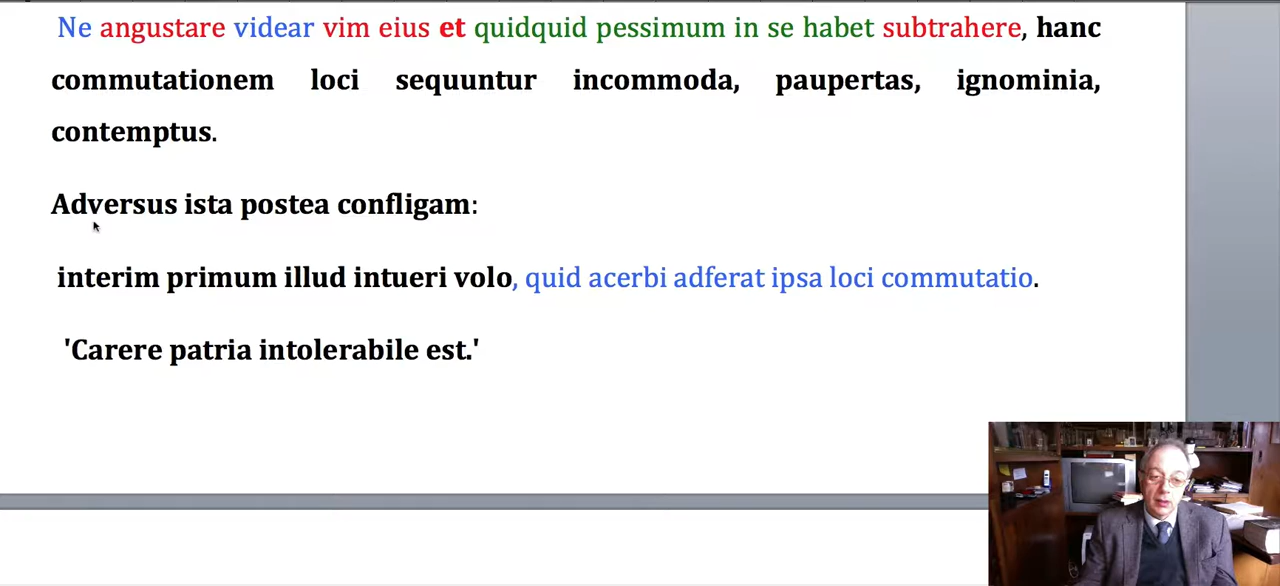 Ne angustare videar vim eius et quidquid pessimum in se habet subtrahere, hanc
commutationem loci sequuntur incommoda, paupertas, ignominia,
contemptus.
Adversus ista postea confligam:
interim primum illud intueri volo, quid acerbi adferat ipsa loci commutatio.
'Carere patria intolerabile est.'